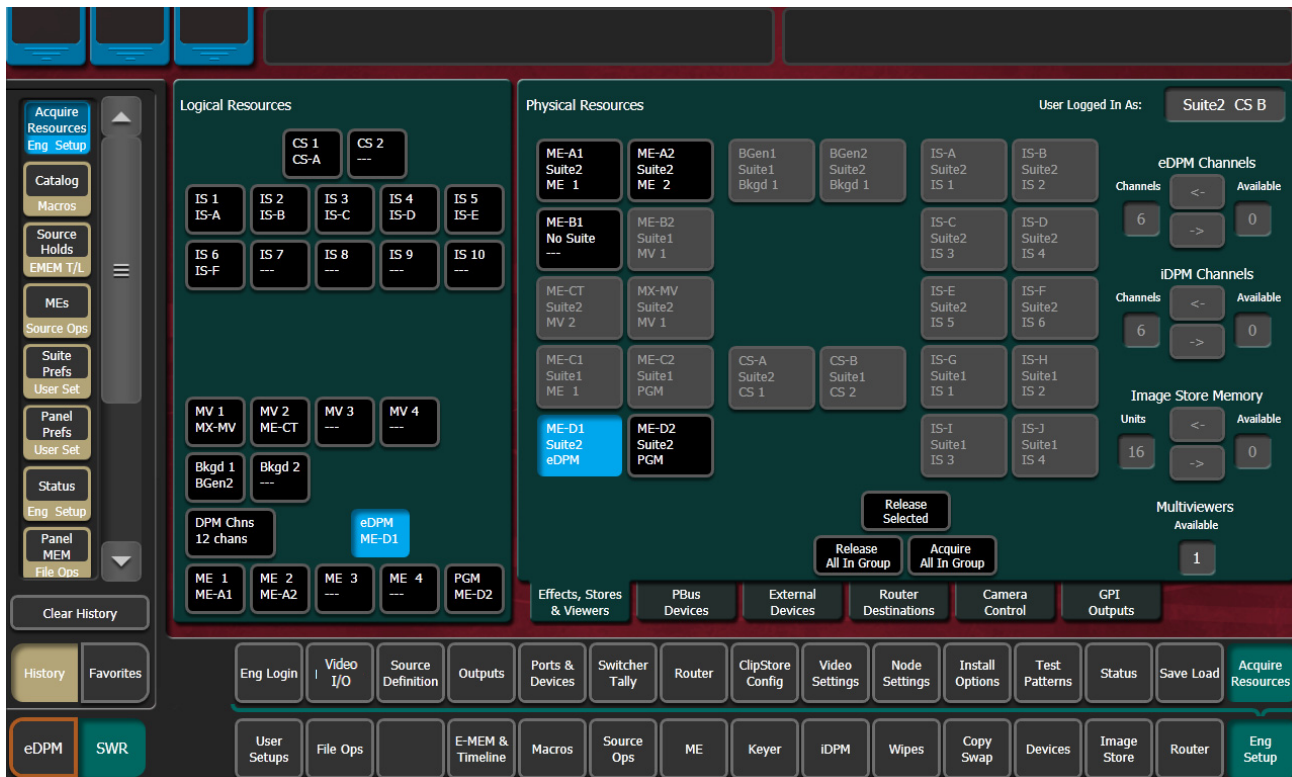 Acquire
Resources
Eng Setup
Catalog
Macros
Source
Holds
EMEM T/L
MEs
Source Ops
Suite
Prefs
User Set
Panel
Prefs
User Set
Status
Eng Setup
Panel
MEM
File Ops
Clear History
History
Favorites
eDPM
SWR
Logical Resources
CS 1
CS-A
CS 2
---
IS 1
IS-A
IS 2
IS-B
IS 3
IS-C
IS 4
IS-D
IS 5
IS-E
IS 6
IS-F
IS 7
---
IS 8
---
IS 9
---
IS 10
---
MV 1
MX-MV
MV 2
ME-CT
MV 3
---
MV 4
---
Bkgd 1
BGen2
Bkgd 2
---
DPM Chns
12 chans
eDPM
ME-D1
ME 1
ME-A1
ME 2
ME-A2
ME 3
---
ME 4
---
PGM
ME-D2
Physical Resources
User Logged In As:
Suite2 CS B
ME-A1
Suite2
ME 1
ME-A2
Suite2
ME 2
BGen1
Suite1
Bkgd 1
BGen2
Suite2
Bkgd 1
IS-A
Suite2
IS 1
IS-B
Suite2
IS 2
ME-B1
No Suite
---
ME-B2
Suite1
MV 1
IS-C
Suite2
IS 3
IS-D
Suite2
IS 4
ME-CT
Suite2
MV 2
MX-MV
Suite2
MV 1
IS-E
Suite2
IS 5
IS-F
Suite2
IS 6
ME-C1
Suite1
ME 1
ME-C2
Suite1
PGM
CS-A
Suite2
CS 1
CS-B
Suite1
CS 2
IS-G
Suite1
IS 1
IS-H
Suite1
IS 2
ME-D1
Suite2
eDPM
ME-D2
Suite2
PGM
IS-I
Suite1
IS 3
IS-J
Suite1
IS 4
eDPM Channels
Channels
Available
<-
6
->
0
iDPM Channels
Channels
Available
<-
6
->
0
Image Store Memory
Units
Available
<-
16
->
0
Multiviewers
Available
1
Release
Selected
Release
All In Group
Acquire
All In Group
Effects, Stores
& Viewers
PBus
Devices
External
Devices
Router
Destinations
Camera
Control
GPI
Outputs
Eng Login
Video
I/O
Source
Definition
Outputs
Ports &
Devices
Switcher
Tally
Router
ClipStore
Config
Video
Settings
Node
Settings
Install
Options
Test
Patterns
Status
Save Load
Acquire
Resources
User
Setups
File Ops
E-MEM &
Timeline
Macros
Source
Ops
ME
Keyer
iDPM
Wipes
Copy
Swap
Devices
Image
Store
Router
Eng
Setup